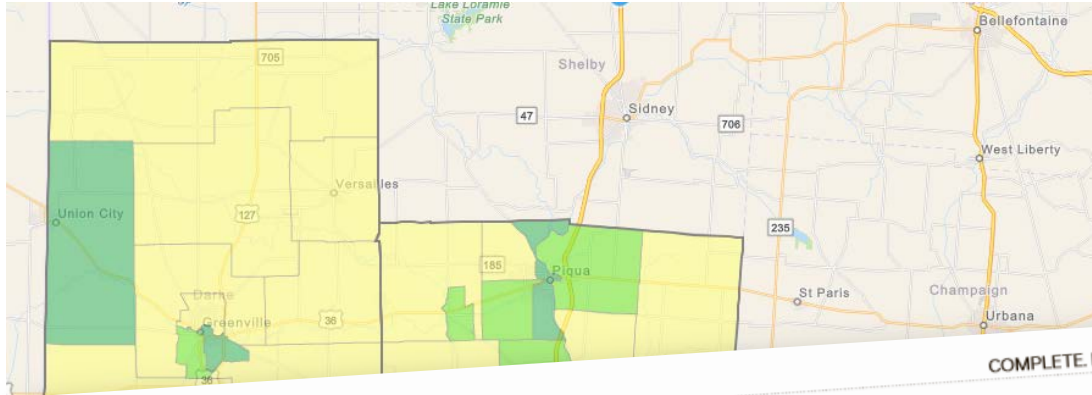 Lake Loramie
State Park
Bellefontaine
705
Shelby
47
Sidney
706
West Liberty
Versailles
Union City
127
235
185
Piqua
Darke
St Paris
Champaign
Greenville
36
Urbana
36
COMPLETE.